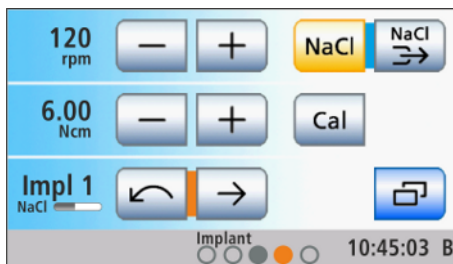 120
rpm
NaCl
NaCl
6.00
Ncm
Cal
Impl 1
NaCl
Implant
10:45:03 B